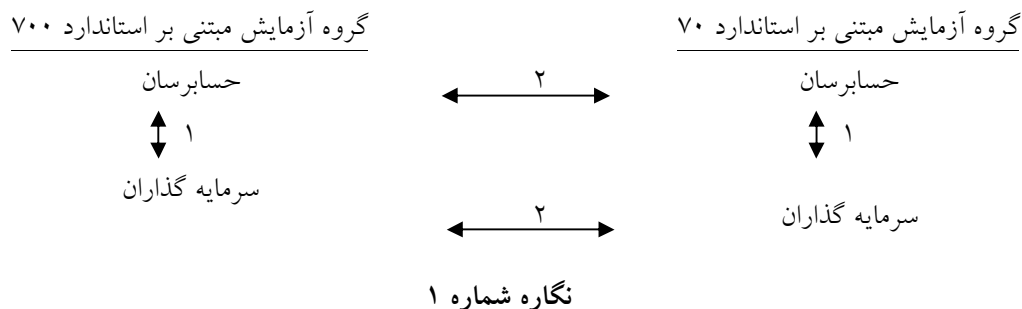 گروه آزمایش مبتنی بر استاندارد ۷۰ گروه آزمایش مبتنی بر استاندارد ۷۰۰
حسابرسان ۲ حسابرسان
۱ ۱
سرمایه گذاران ۲ سرمایه گذاران
نگاره شماره ۱